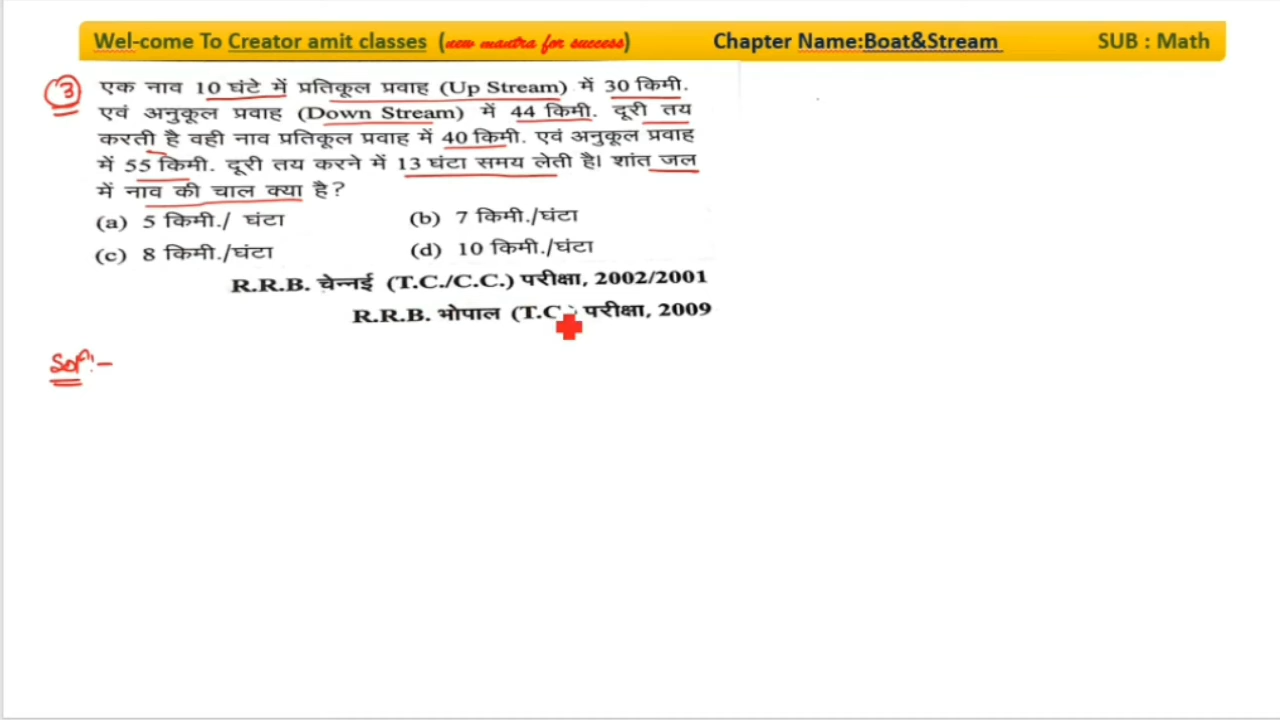 Wel-come To Creator amit classes (new mantra for success) Chapter Name:Boat&Stream SUB : Math
3 एक नाव 10 घंटे में प्रतिकूल प्रवाह (Up Stream) में 30 किमी.
एवं अनुकूल प्रवाह (Down Stream) में 44 किमी. दूरी तय
करती है वही नाव प्रतिकूल प्रवाह में 40 किमी. एवं अनुकूल प्रवाह
में 55 किमी. दूरी तय करने में 13 घंटा समय लेती है। शांत जल
में नाव की चाल क्या है?
(a) 5 किमी./ घंटा (b) 7 किमी./घंटा
(c) 8 किमी./घंटा (d) 10 किमी./घंटा
R.R.B. चेन्नई (T.C./C.C.) परीक्षा, 2002/2001
R.R.B. भोपाल (T.C.) परीक्षा, 2009
Soln:-